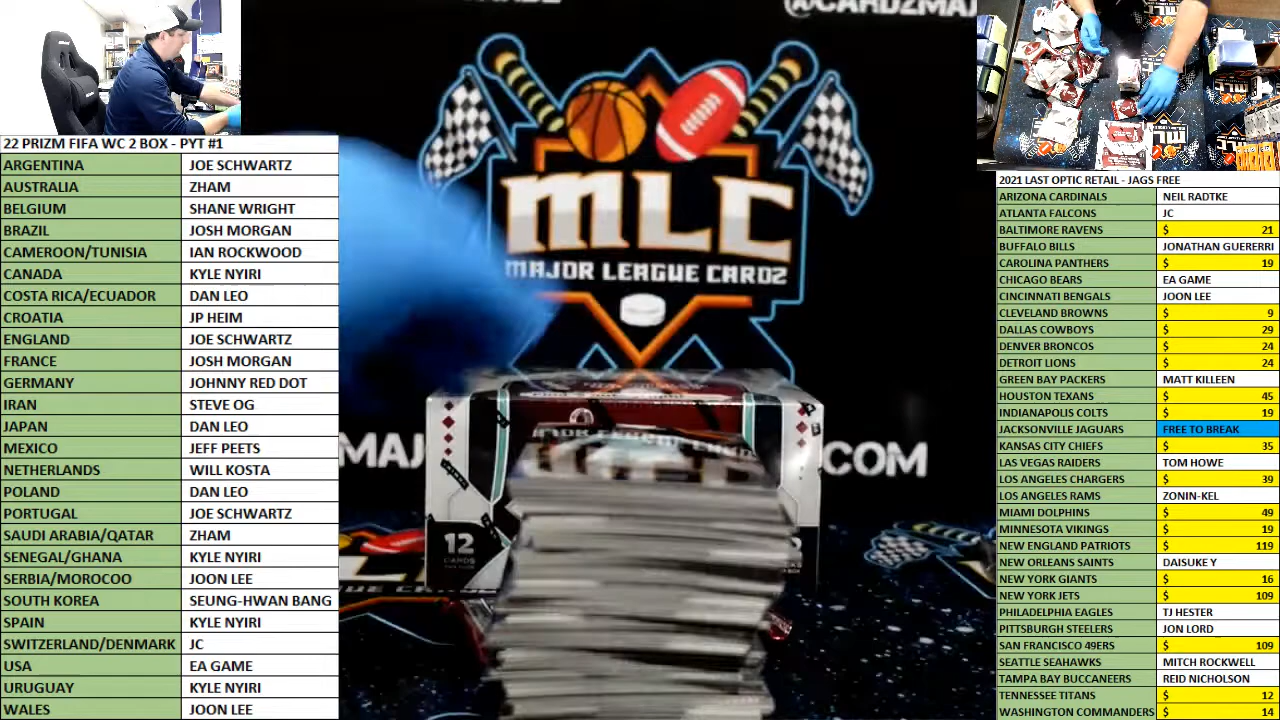 @CARDZMAJ
MLC
MAJOR LEAGUE CARDZ
MAJ
.COM
12
CARDS
22 PRIZM FIFA WC 2 BOX - PYT #1
ARGENTINA JOE SCHWARTZ
AUSTRALIA ZHAM
BELGIUM SHANE WRIGHT
BRAZIL JOSH MORGAN
CAMEROON/TUNISIA IAN ROCKWOOD
CANADA KYLE NYIRI
COSTA RICA/ECUADOR DAN LEO
CROATIA JP HEIM
ENGLAND JOE SCHWARTZ
FRANCE JOSH MORGAN
GERMANY JOHNNY RED DOT
IRAN STEVE OG
JAPAN DAN LEO
MEXICO JEFF PEETS
NETHERLANDS WILL KOSTA
POLAND DAN LEO
PORTUGAL JOE SCHWARTZ
SAUDI ARABIA/QATAR ZHAM
SENEGAL/GHANA KYLE NYIRI
SERBIA/MOROCOO JOON LEE
SOUTH KOREA SEUNG-HWAN BANG
SPAIN KYLE NYIRI
SWITZERLAND/DENMARK JC
USA EA GAME
URUGUAY KYLE NYIRI
WALES JOON LEE
2021 LAST OPTIC RETAIL - JAGS FREE
ARIZONA CARDINALS NEIL RADTKE
ATLANTA FALCONS JC
BALTIMORE RAVENS $ 21
BUFFALO BILLS JONATHAN GUERERRI
CAROLINA PANTHERS $ 19
CHICAGO BEARS EA GAME
CINCINNATI BENGALS JOON LEE
CLEVELAND BROWNS $ 9
DALLAS COWBOYS $ 29
DENVER BRONCOS $ 24
DETROIT LIONS $ 24
GREEN BAY PACKERS MATT KILLEEN
HOUSTON TEXANS $ 45
INDIANAPOLIS COLTS $ 19
JACKSONVILLE JAGUARS FREE TO BREAK
KANSAS CITY CHIEFS $ 35
LAS VEGAS RAIDERS TOM HOWE
LOS ANGELES CHARGERS $ 39
LOS ANGELES RAMS ZONIN-KEL
MIAMI DOLPHINS $ 49
MINNESOTA VIKINGS $ 19
NEW ENGLAND PATRIOTS $ 119
NEW ORLEANS SAINTS DAISUKE Y
NEW YORK GIANTS $ 16
NEW YORK JETS $ 109
PHILADELPHIA EAGLES TJ HESTER
PITTSBURGH STEELERS JON LORD
SAN FRANCISCO 49ERS $ 109
SEATTLE SEAHAWKS MITCH ROCKWELL
TAMPA BAY BUCCANEERS REID NICHOLSON
TENNESSEE TITANS $ 12
WASHINGTON COMMANDERS $ 14